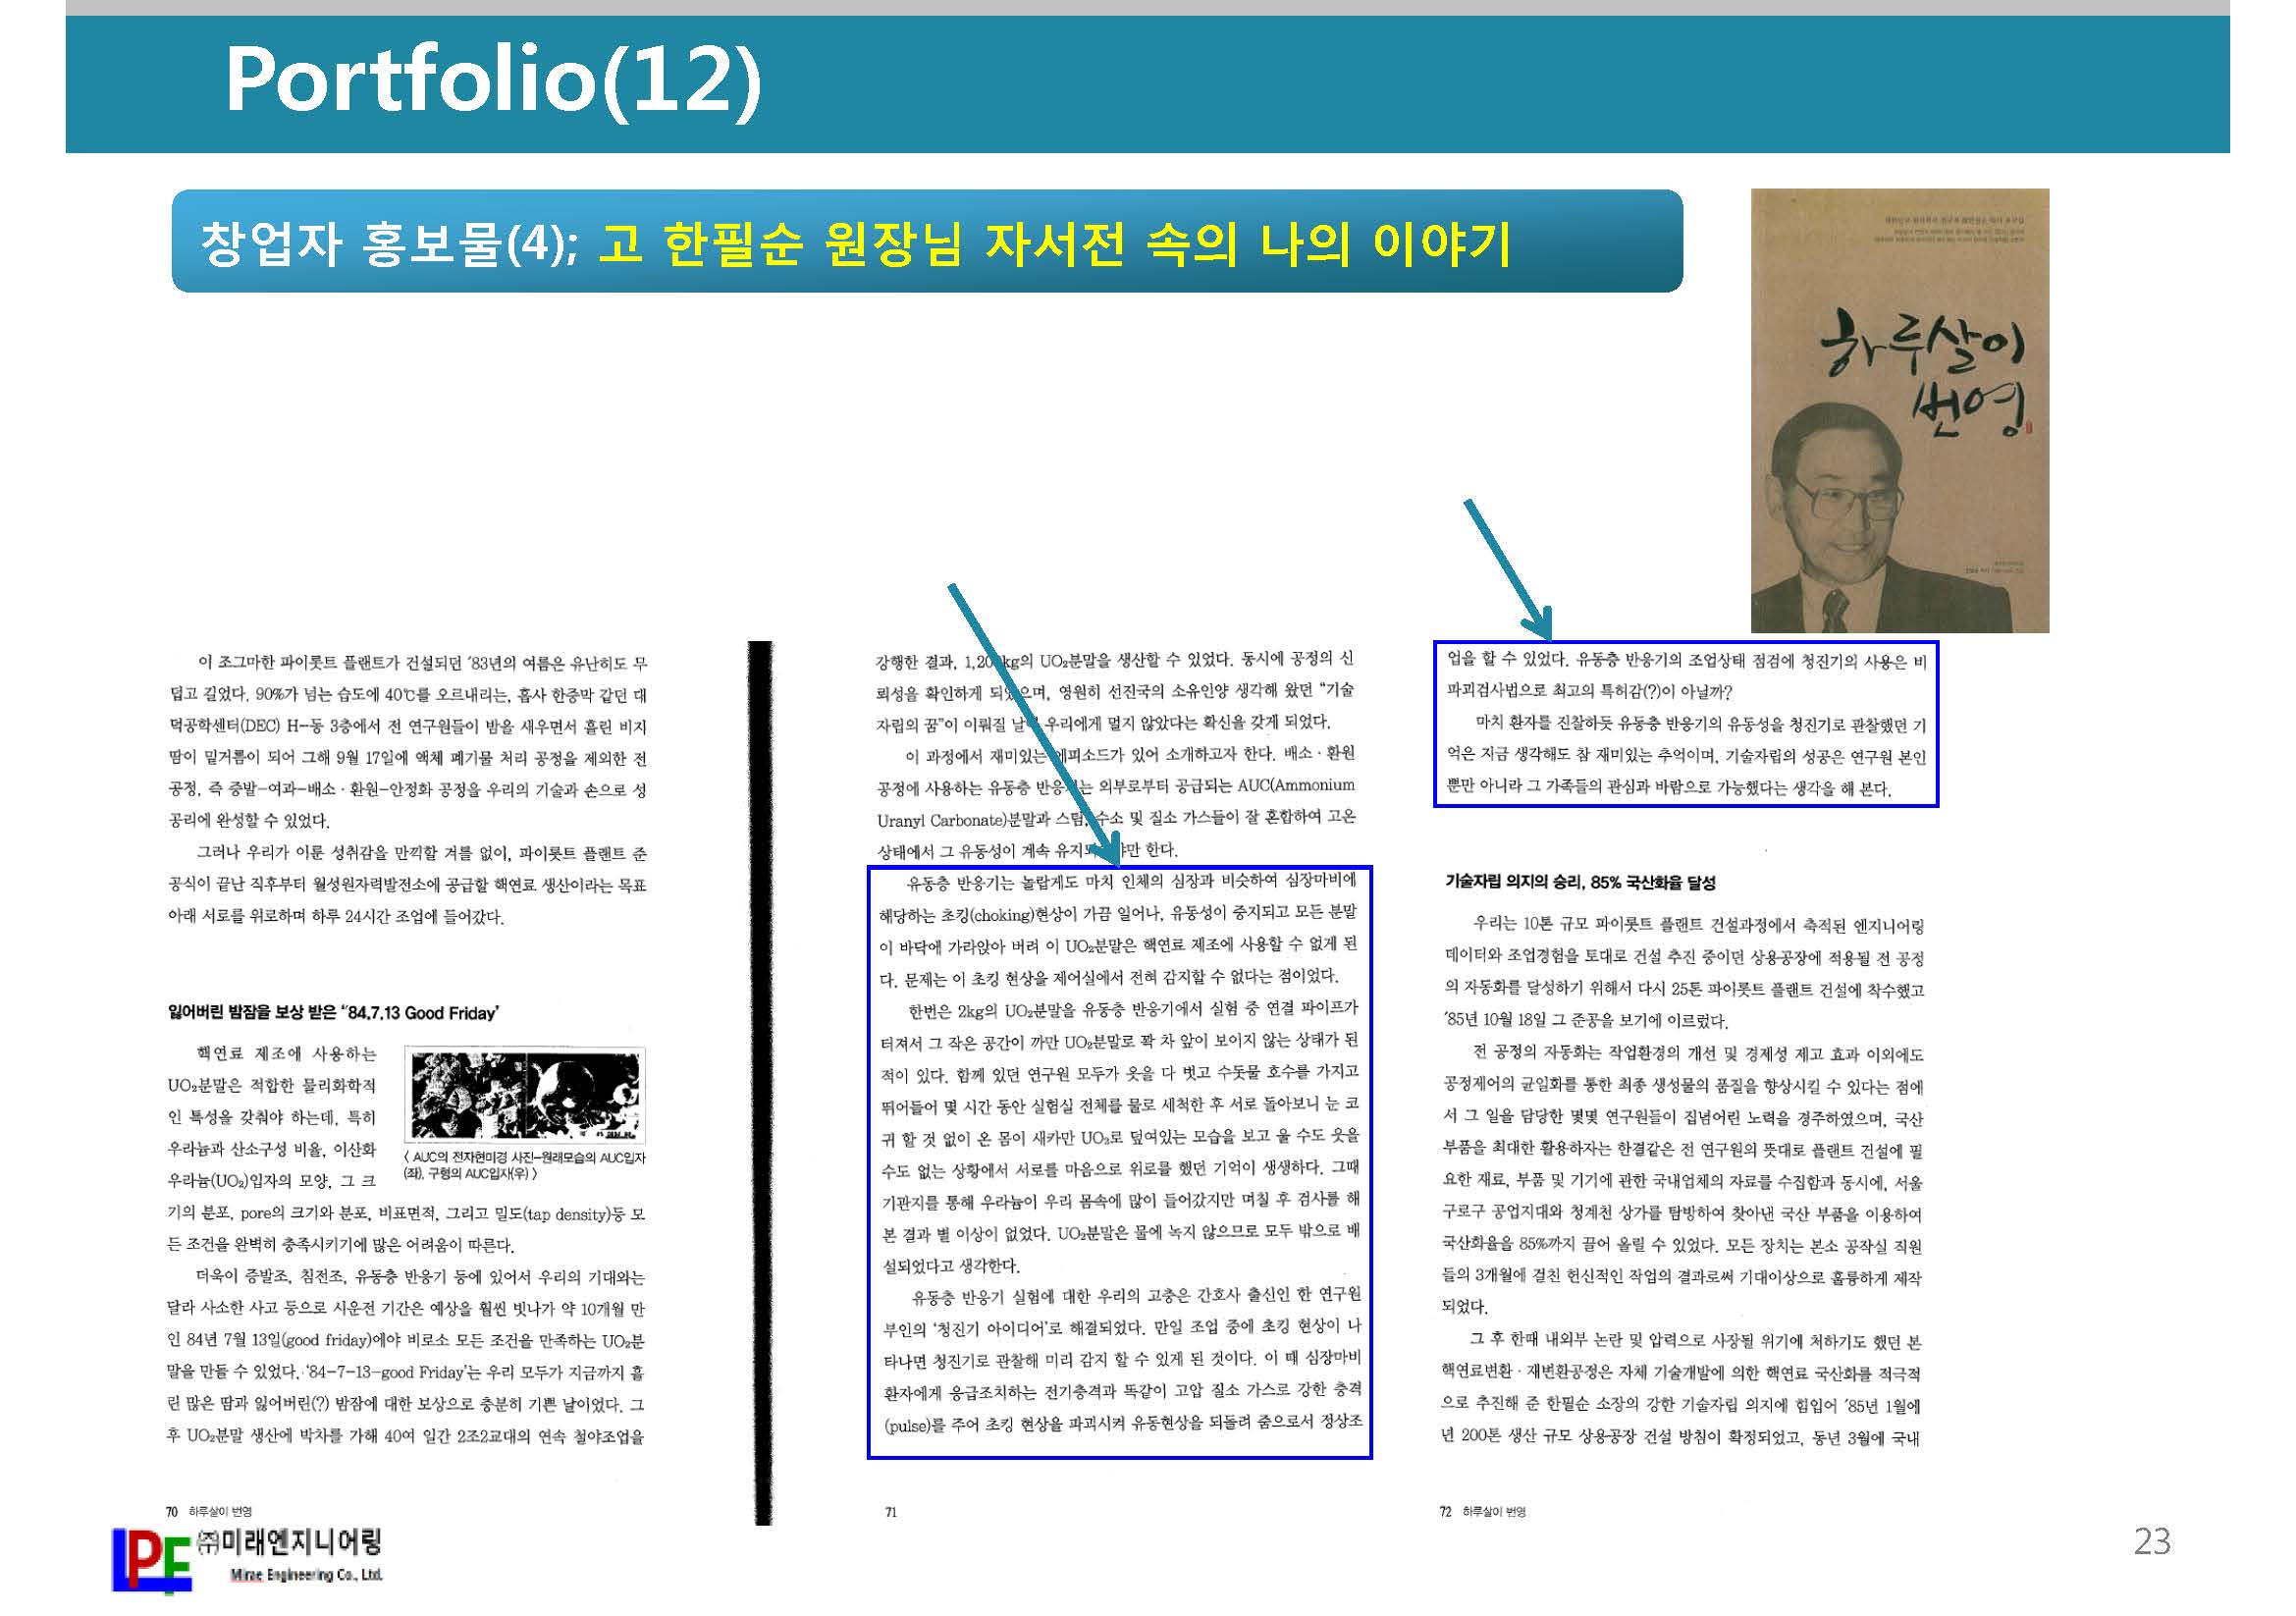 Portfolio(12)
창업자 홍보물(4); 고 한필순 원장님 자서전 속의 나의 이야기
하루살이
번영
이 조그마한 파이롯트 플랜트가 건설되던 '83년의 여름은 유난히도 무
덥고 길었다. 90%가 넘는 습도에 40℃를 오르내리는, 흡사 한증막 같던 대
덕공학센터(DEC) H-동 3층에서 전 연구원들이 밤을 새우면서 흘린 비지
땀이 밑거름이 되어 그해 9월 17일에 액체 폐기물 처리 공정을 제외한 전
공정, 즉 증발-여과-배소·환원-안정화 공정을 우리의 기술과 손으로 성
공리에 완성할 수 있었다.
그러나 우리가 이룬 성취감을 만끽할 겨를 없이, 파이롯트 플랜트 준
공식이 끝난 직후부터 월성원자력발전소에 공급할 핵연료 생산이라는 목표
아래 서로를 위로하며 하루 24시간 조업에 들어갔다.
잃어버린 밤잠을 보상 받은 "84.7.13 Good Friday'
핵연료 제조에 사용하는
UO₂분말은 적합한 물리화학적
인 특성을 갖춰야 하는데, 특히
우라늄과 산소구성 비율, 이산화
우라늄(UO₂)입자의 모양, 그 크
〈 AUC의 전자현미경 사진-원래모습의 AUC입자
(좌), 구형의 AUC입자(우) 〉
기의 분포, pore의 크기와 분포, 비표면적, 그리고 밀도(tap density)등 모
든 조건을 완벽히 충족시키기에 많은 어려움이 따른다.
더욱이 증발조, 침전조, 유동층 반응기 등에 있어서 우리의 기대와는
달라 사소한 사고 등으로 시운전 기간은 예상을 훨씬 빗나가 약 10개월 만
인 84년 7월 13일(good friday)에야 비로소 모든 조건을 만족하는 UO₂분
말을 만들 수 있었다. '84-7-13-good Friday'는 우리 모두가 지금까지 흘
린 많은 땀과 잃어버린(?) 밤잠에 대한 보상으로 충분히 기쁜 날이었다. 그
후 UO₂분말 생산에 박차를 가해 40여 일간 2조2교대의 연속 철야조업을
70 하루살이 번영
강행한 결과, 1,20 kg의 UO₂분말을 생산할 수 있었다. 동시에 공정의 신
뢰성을 확인하게 되 으며, 영원히 선진국의 소유인양 생각해 왔던 "기술
자립의 꿈"이 이뤄질 날 우리에게 멀지 않았다는 확신을 갖게 되었다.
이 과정에서 재미있는 에피소드가 있어 소개하고자 한다. 배소·환원
공정에 사용하는 유동층 반응 는 외부로부터 공급되는 AUC(Ammonium
Uranyl Carbonate)분말과 스팀, 수소 및 질소 가스들이 잘 혼합하여 고온
상태에서 그 유동성이 계속 유지 만 한다.
유동층 반응기는 놀랍게도 마치 인체의 심장과 비슷하여 심장마비에
해당하는 초킹(choking)현상이 가끔 일어나, 유동성이 중지되고 모든 분말
이 바닥에 가라앉아 버려 이 UO₂분말은 핵연료 제조에 사용할 수 없게 된
다. 문제는 이 초킹 현상을 제어실에서 전혀 감지할 수 없다는 점이었다.
한번은 2kg의 UO₂분말을 유동층 반응기에서 실험 중 연결 파이프가
터져서 그 작은 공간이 까만 UO₂분말로 꽉 차 앞이 보이지 않는 상태가 된
적이 있다. 함께 있던 연구원 모두가 옷을 다 벗고 수돗물 호수를 가지고
뛰어들어 몇 시간 동안 실험실 전체를 물로 세척한 후 서로 돌아보니 눈 코
귀 할 것 없이 온 몸이 새카만 UO₂로 덮여있는 모습을 보고 울 수도 웃을
수도 없는 상황에서 서로를 마음으로 위로를 했던 기억이 생생하다. 그때
기관지를 통해 우라늄이 우리 몸속에 많이 들어갔지만 며칠 후 검사를 해
본 결과 별 이상이 없었다. UO₂분말은 물에 녹지 않으므로 모두 밖으로 배
설되었다고 생각한다.
유동층 반응기 실험에 대한 우리의 고충은 간호사 출신인 한 연구원
부인의 '청진기 아이디어'로 해결되었다. 만일 조업 중에 초킹 현상이 나
타나면 청진기로 관찰해 미리 감지 할 수 있게 된 것이다. 이 때 심장마비
환자에게 응급조치하는 전기충격과 똑같이 고압 질소 가스로 강한 충격
(pulse)를 주어 초킹 현상을 파괴시켜 유동현상을 되돌려 줌으로서 정상조
71
업을 할 수 있었다. 유동층 반응기의 조업상태 점검에 청진기의 사용은 비
파괴검사법으로 최고의 특허감(?)이 아닐까?
마치 환자를 진찰하듯 유동층 반응기의 유동성을 청진기로 관찰했던 기
억은 지금 생각해도 참 재미있는 추억이며, 기술자립의 성공은 연구원 본인
뿐만 아니라 그 가족들의 관심과 바람으로 가능했다는 생각을 해 본다.
기술자립 의지의 승리, 85% 국산화율 달성
우리는 10톤 규모 파이롯트 플랜트 건설과정에서 축적된 엔지니어링
데이터와 조업경험을 토대로 건설 추진 중이던 상용공장에 적용될 전 공정
의 자동화를 달성하기 위해서 다시 25톤 파이롯트 플랜트 건설에 착수했고
'85년 10월 18일 그 준공을 보기에 이르렀다.
전 공정의 자동화는 작업환경의 개선 및 경제성 제고 효과 이외에도
공정제어의 균일화를 통한 최종 생성물의 품질을 향상시킬 수 있다는 점에
서 그 일을 담당한 몇몇 연구원들이 집념어린 노력을 경주하였으며, 국산
부품을 최대한 활용하자는 한결같은 전 연구원의 뜻대로 플랜트 건설에 필
요한 재료, 부품 및 기기에 관한 국내업체의 자료를 수집함과 동시에, 서울
구로구 공업지대와 청계천 상가를 탐방하여 찾아낸 국산 부품을 이용하여
국산화율을 85%까지 끌어 올릴 수 있었다. 모든 장치는 본소 공작실 직원
들의 3개월에 걸친 헌신적인 작업의 결과로써 기대이상으로 훌륭하게 제작
되었다.
그 후 한때 내외부 논란 및 압력으로 사장될 위기에 처하기도 했던 본
핵연료변환·재변환공정은 자체 기술개발에 의한 핵연료 국산화를 적극적
으로 추진해 준 한필순 소장의 강한 기술자립 의지에 힘입어 '85년 1월에
년 200톤 생산 규모 상용공장 건설 방침이 확정되었고, 동년 3월에 국내
72 하루살이 번영
LPE
㈜미래엔지니어링
Mirae Engineering Co., Ltd.
23